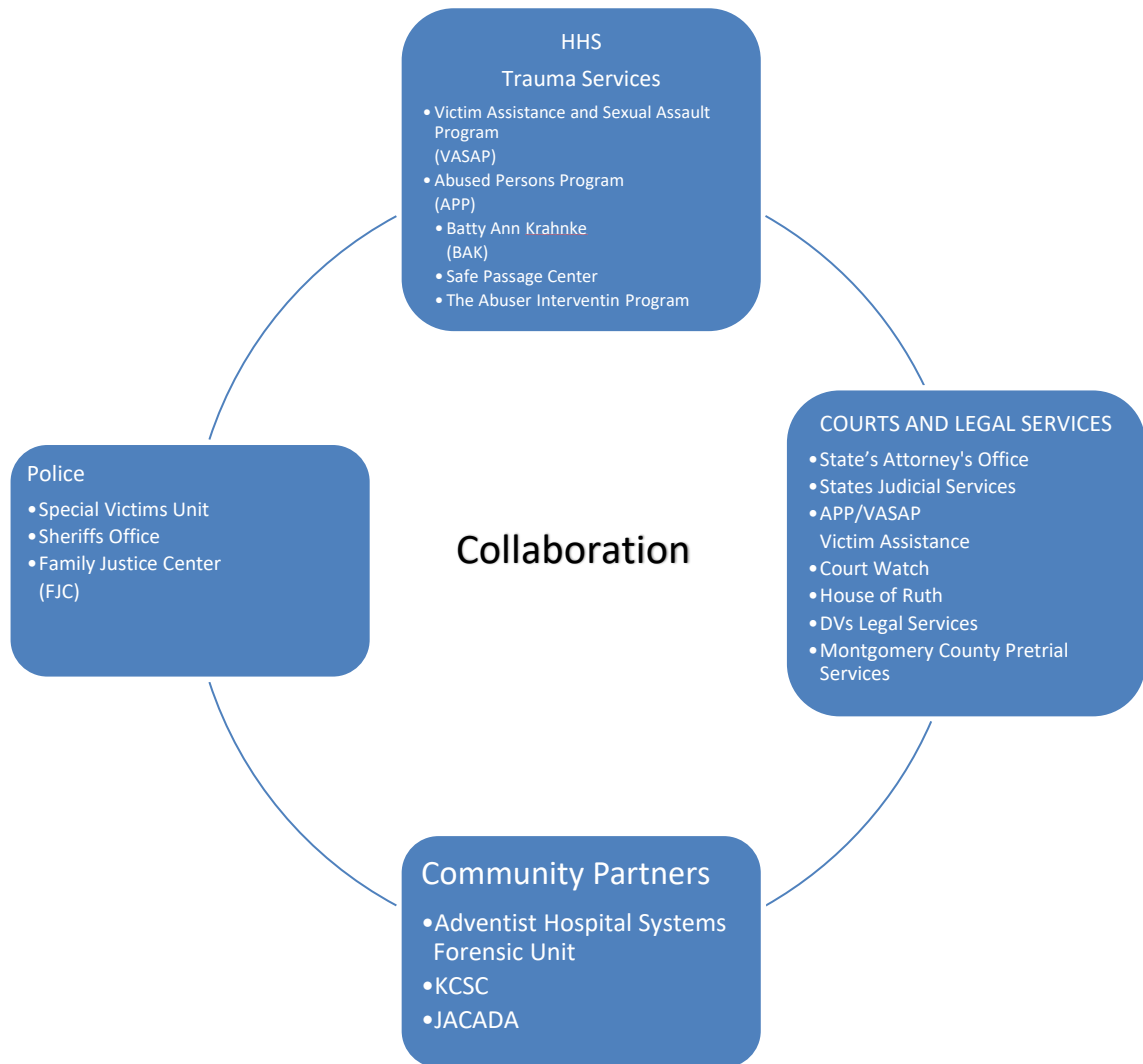 HHS
Trauma Services
•Victim Assistance and Sexual Assault
Program
(VASAP)
•Abused Persons Program
(APP)
•Batty Ann Krahnke
(BAK)
•Safe Passage Center
•The Abuser Interventin Program
COURTS AND LEGAL SERVICES
•State’s Attorney's Office
•States Judicial Services
•APP/VASAP
Victim Assistance
•Court Watch
•House of Ruth
•DVs Legal Services
•Montgomery County Pretrial
Services
Police
•Special Victims Unit
•Sheriffs Office
•Family Justice Center
(FJC)
Collaboration
Community Partners
•Adventist Hospital Systems
Forensic Unit
•KCSC
•JACADA